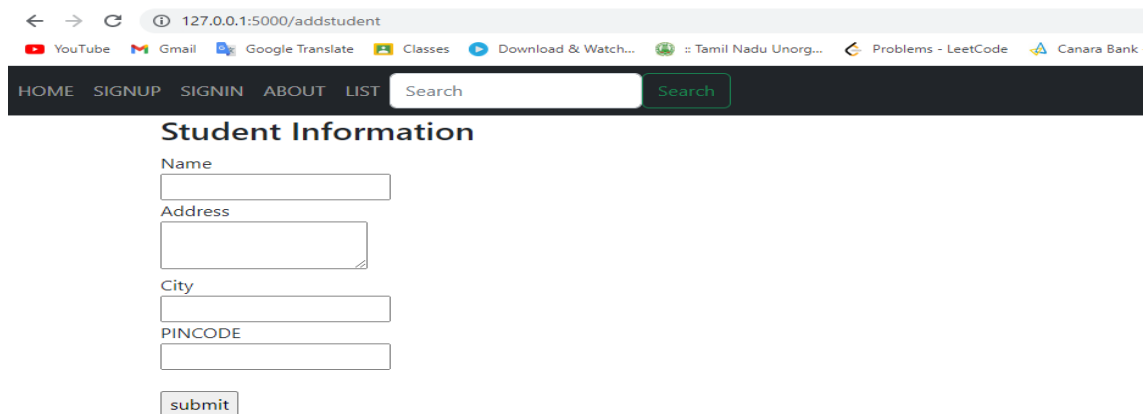 127.0.0.1:5000/addstudent
YouTube Gmail Google Translate Classes Download & Watch... :: Tamil Nadu Unorg... Problems - LeetCode Canara Bank
HOME SIGNUP SIGNIN ABOUT LIST Search Search
Student Information
Name
Address
City
PINCODE
submit